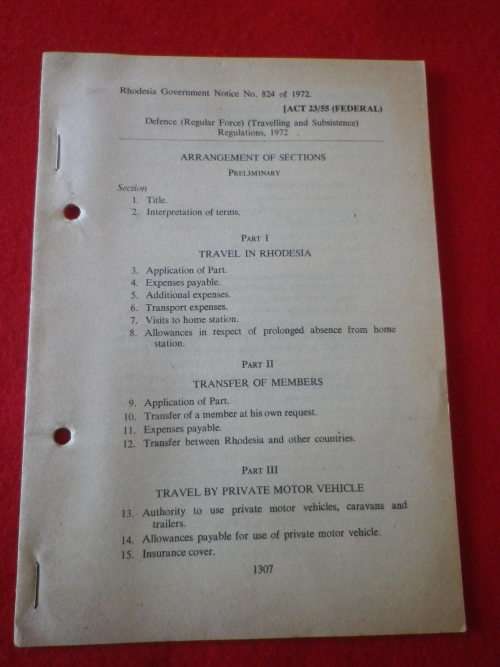 Rhodesia Government Notice No. 824 of 1972.
[ACT 23/55 (FEDERAL)
Defence (Regular Force) (Travelling and Subsistence)
Regulations, 1972
ARRANGEMENT OF SECTIONS
PRELIMINARY
Section
1. Title.
2. Interpretation of terms.
PART I
TRAVEL IN RHODESIA
3. Application of Part.
4. Expenses payable.
5. Additional expenses.
6. Transport expenses.
7. Visits to home station.
8. Allowances in respect of prolonged absence from home
station.
PART II
TRANSFER OF MEMBERS
9. Application of Part.
10. Transfer of a member at his own request.
11. Expenses payable.
12. Transfer between Rhodesia and other countries.
PART III
TRAVEL BY PRIVATE MOTOR VEHICLE
13. Authority to use private motor vehicles, caravans and
trailers.
14. Allowances payable for use of private motor vehicle.
15. Insurance cover.
1307